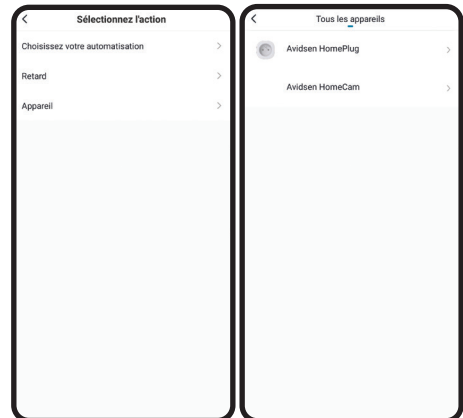 Sélectionnez l'action
Choisissez votre automatisation
Retard
Appareil
Tous les appareils
Avidsen HomePlug
Avidsen HomeCam